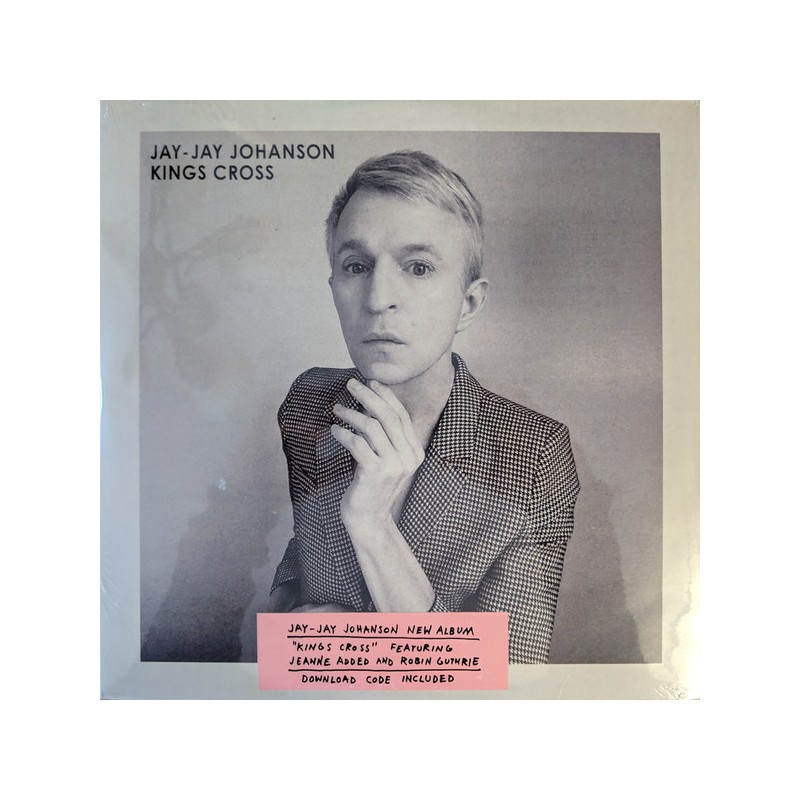 JAY-JAY JOHANSON
KINGS CROSS
JAY-JAY JOHANSON NEW ALBUM
"KINGS CROSS" FEATURING
JEANNE ADDED AND ROBIN GUTHRIE
DOWNLOAD CODE INCLUDED